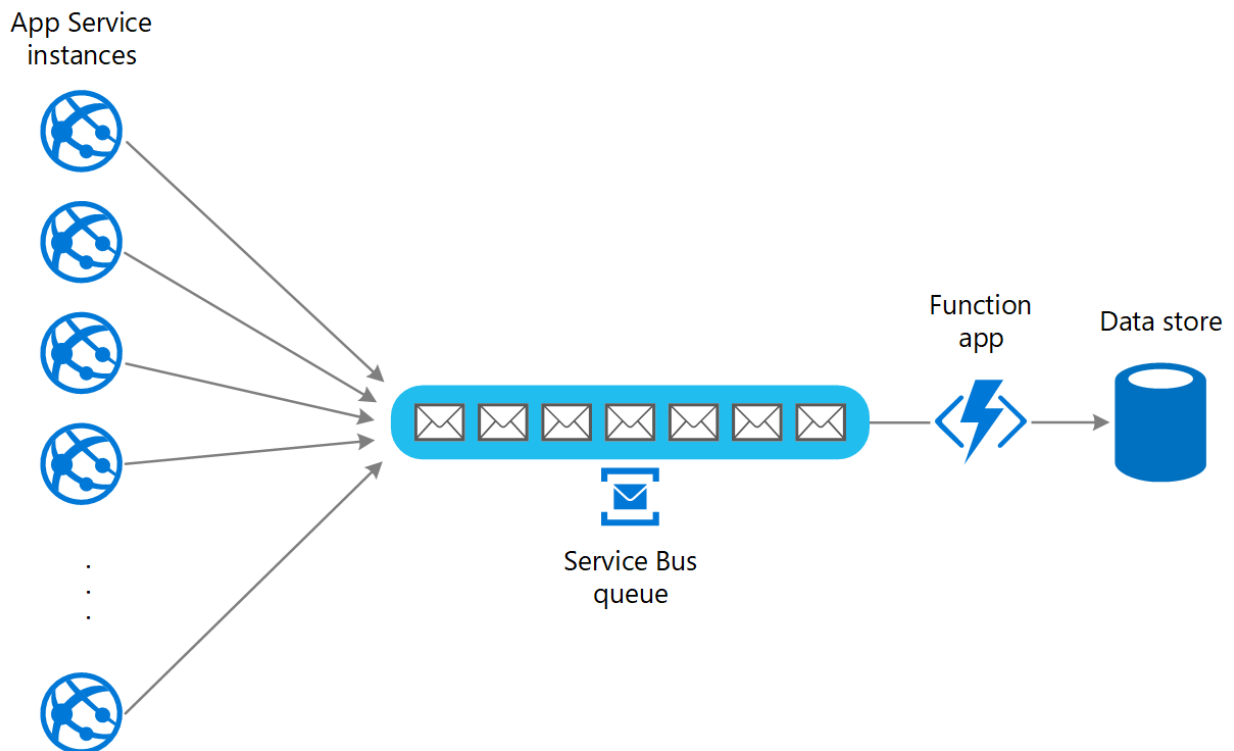 App Service
instances
Function
app
Data store
Service Bus
queue